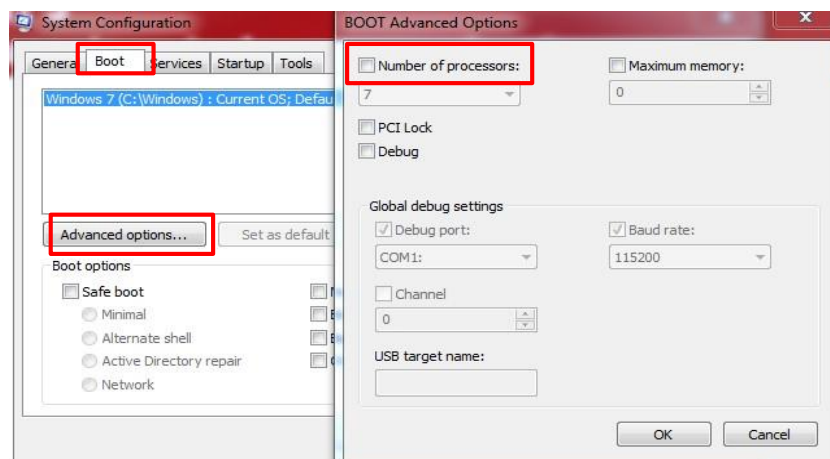 System Configuration
General Boot Services Startup Tools
Windows 7 (C:\Windows) : Current OS; Defau
Advanced options... Set as default
Boot options
Safe boot
Minimal
Alternate shell
Active Directory repair
Network
BOOT Advanced Options
Number of processors: Maximum memory:
7 0
PCI Lock
Debug
Global debug settings
Debug port: Baud rate:
COM1: 115200
Channel
0
USB target name:
OK Cancel